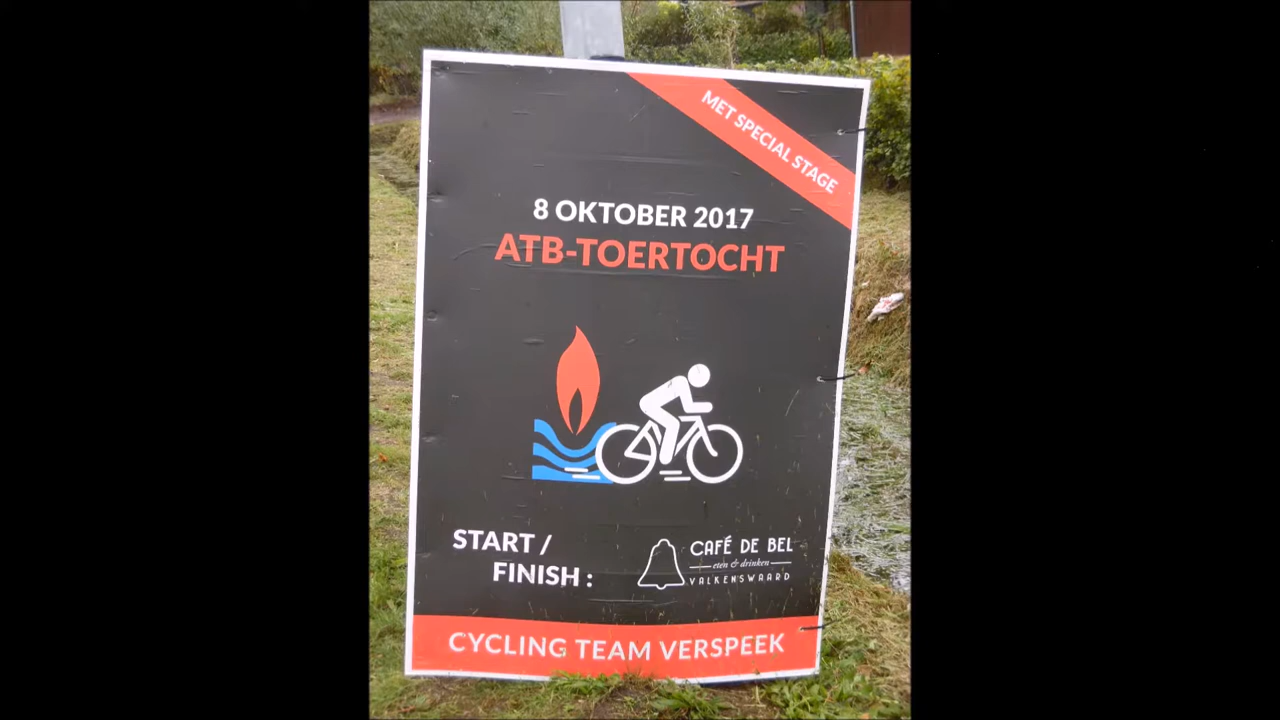 MET SPECIAL STAGE
8 OKTOBER 2017
ATB-TOERTOCHT
START /
FINISH :
CAFÉ DE BEL
eten & drinken
VALKENSWAARD
CYCLING TEAM VERSPEEK